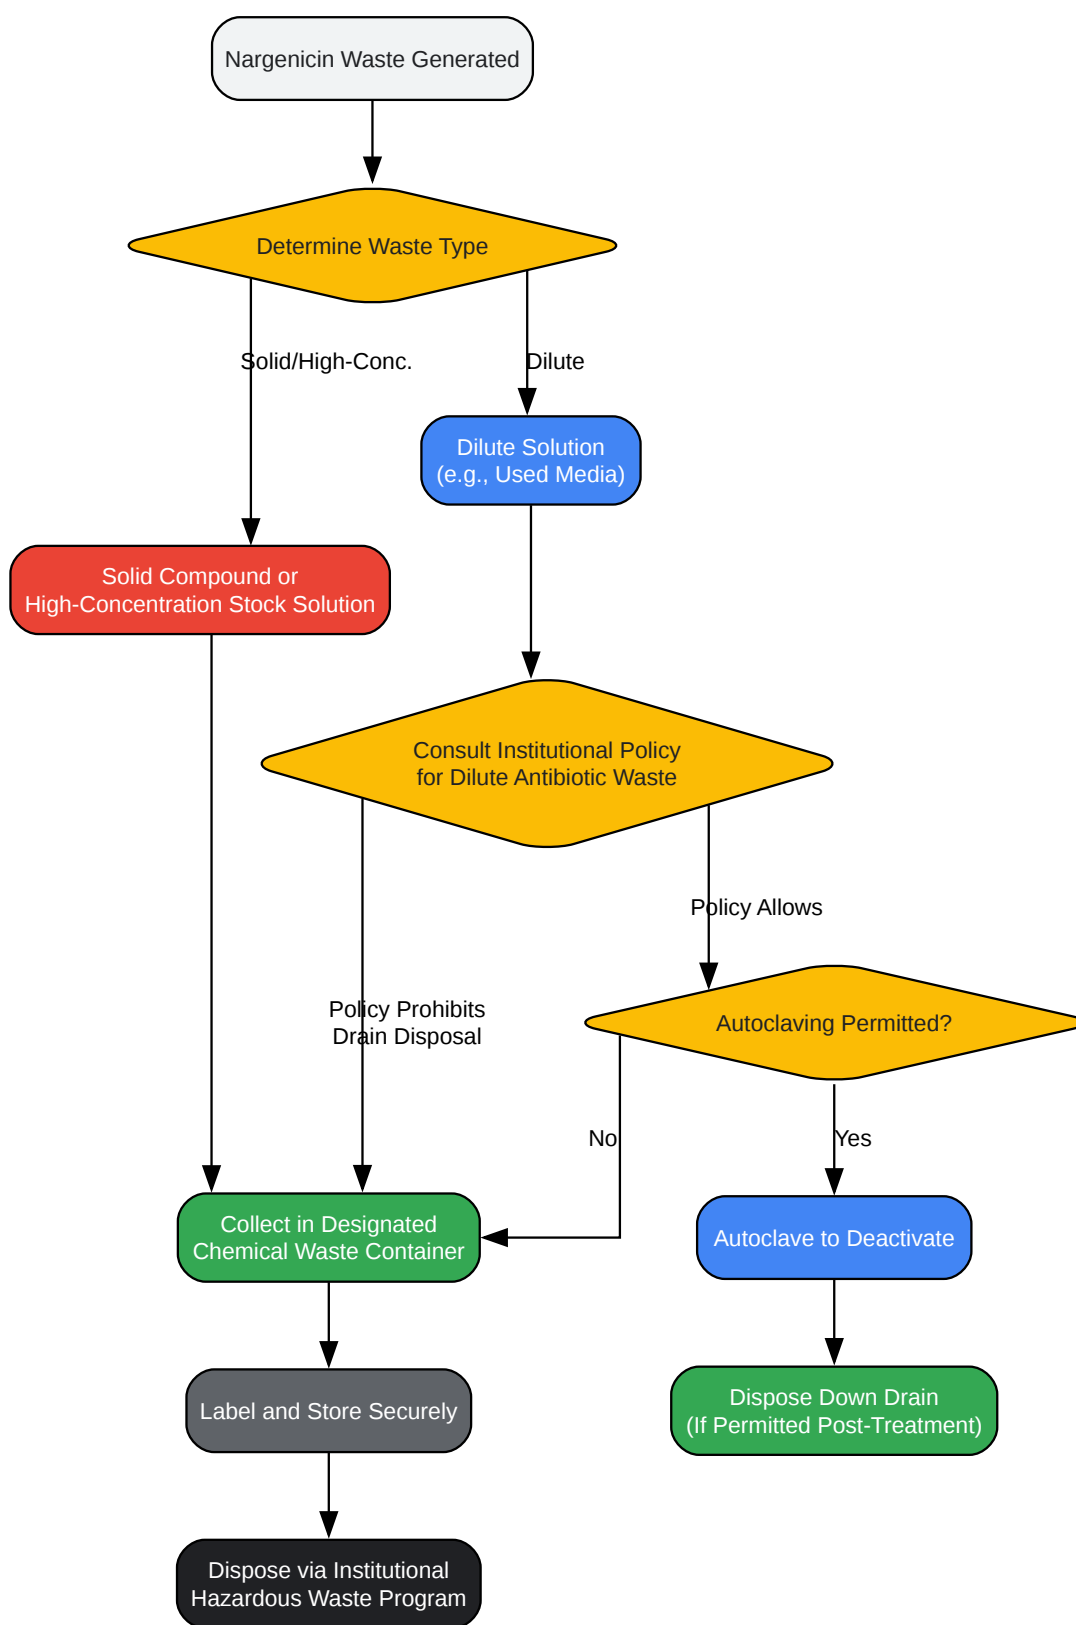 Nargenicin Waste Generated
Determine Waste Type
Solid/High-Conc.
Dilute
Dilute Solution
(e.g., Used Media)
Solid Compound or
High-Concentration Stock Solution
Consult Institutional Policy
for Dilute Antibiotic Waste
Policy Allows
Policy Prohibits
Drain Disposal
Autoclaving Permitted?
No
Yes
Collect in Designated
Chemical Waste Container
Autoclave to Deactivate
Label and Store Securely
Dispose Down Drain
(If Permitted Post-Treatment)
Dispose via Institutional
Hazardous Waste Program